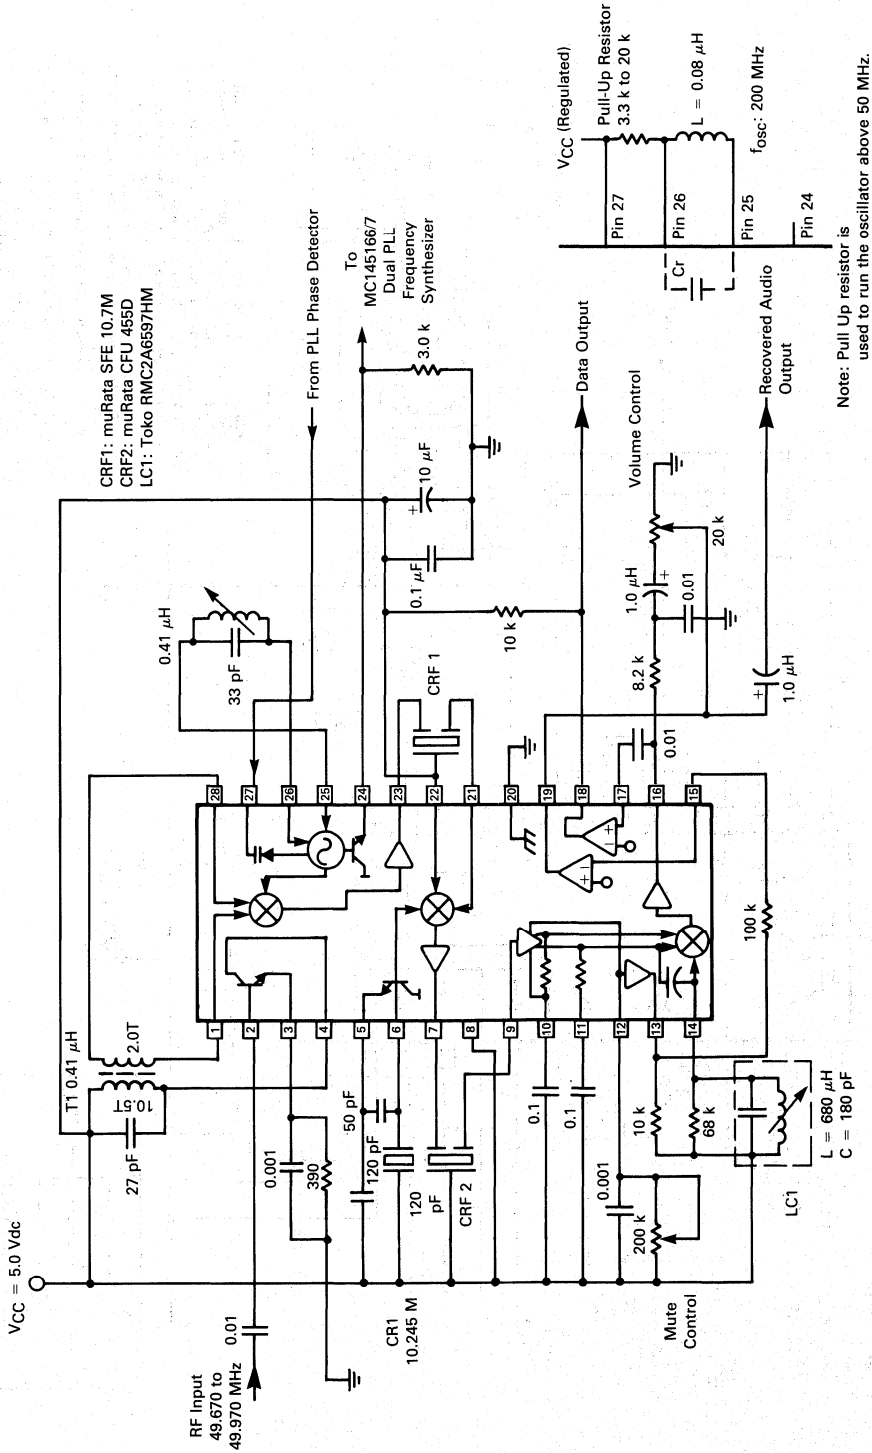 VCC = 5.0 Vdc
RF Input
49.670 to
49.970 MHz
0.01
T1 0.41 µH
2.0T
10.5T
27 pF
0.001
390
50 pF
120 pF
120
pF
CR1
10.245 M
CRF 2
0.1
0.1
0.001
200 k
Mute
Control
10 k
68 k
LC1
L = 680 µH
C = 180 pF
100 k
1
2
3
4
5
6
7
8
9
10
11
12
13
14
28
27
26
25
24
23
22
21
20
19
18
17
16
15
+
−
+
−
CRF1: muRata SFE 10.7M
CRF2: muRata CFU 455D
LC1: Toko RMC2A6597HM
0.41 µH
33 pF
From PLL Phase Detector
To
MC145166/7
Dual PLL
Frequency
Synthesizer
3.0 k
+
10 µF
0.1 µF
CRF 1
10 k
Data Output
Volume Control
20 k
1.0 µH
+
0.01
8.2 k
0.01
+
1.0 µH
Recovered Audio
Output
VCC (Regulated)
Pull-Up Resistor
3.3 k to 20 k
L = 0.08 µH
fosc: 200 MHz
Pin 27
Pin 26
Pin 25
Pin 24
Cr
Note: Pull Up resistor is
used to run the oscillator above 50 MHz.